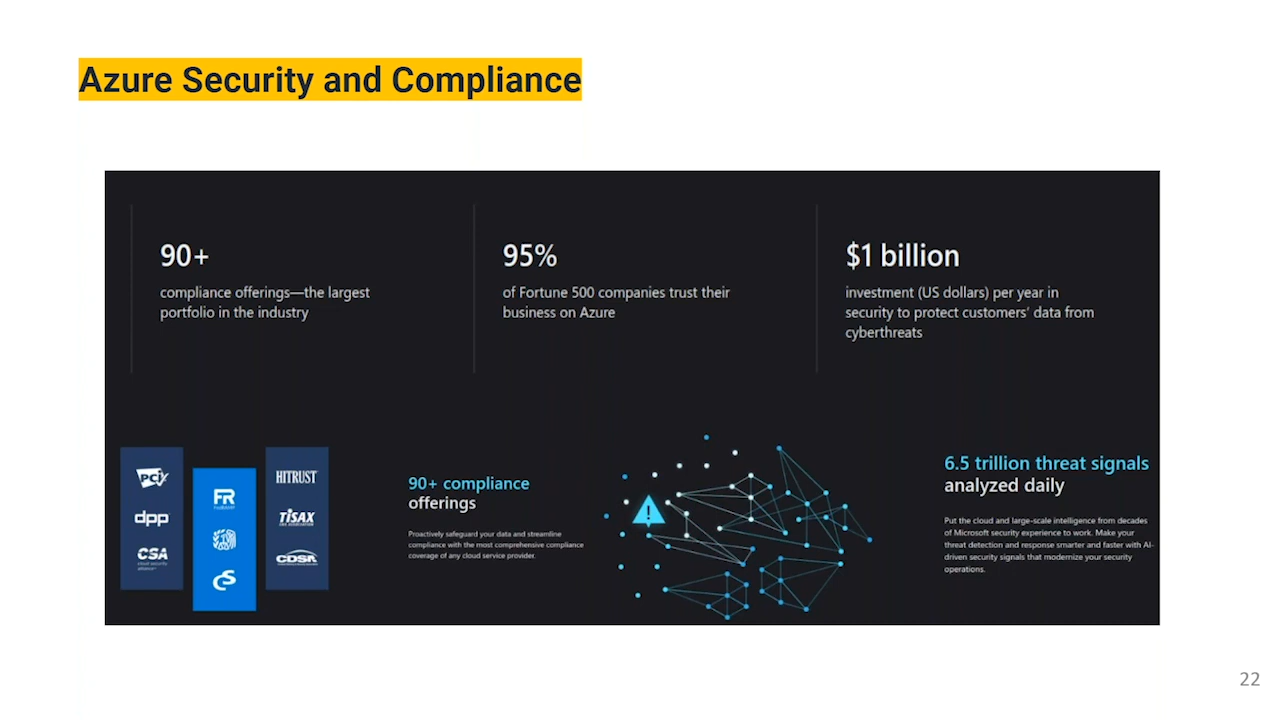 Azure Security and Compliance
90+
compliance offerings—the largest
portfolio in the industry
95%
of Fortune 500 companies trust their
business on Azure
$1 billion
investment (US dollars) per year in
security to protect customers' data from
cyberthreats
PCI
dpp
CSA
cloud security
alliance
FR
FedRAMP
CS
HITRUST
TISAX
CDSA
90+ compliance
offerings
Proactively safeguard your data and streamline
compliance with the most comprehensive compliance
coverage of any cloud service provider.
6.5 trillion threat signals
analyzed daily
Put the cloud and large-scale intelligence from decades
of Microsoft security experience to work. Make your
threat detection and response smarter and faster with AI-
driven security signals that modernize your security
operations.
22